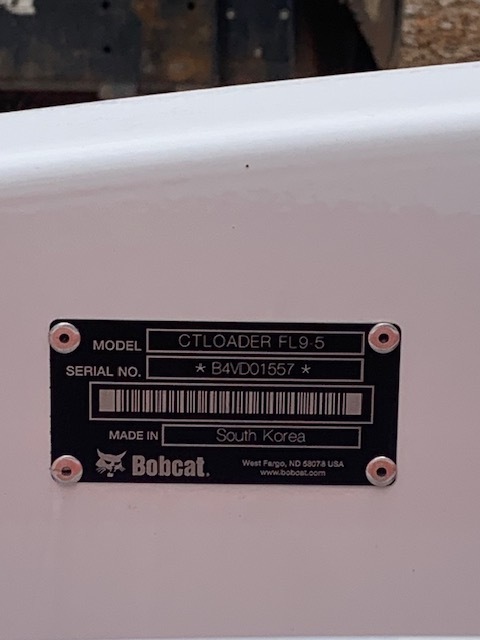 MODEL CTLOADER FL9-5
SERIAL NO. * B4VD01557 *
MADE IN South Korea
Bobcat.
West Fargo, ND 58078 USA
www.bobcat.com